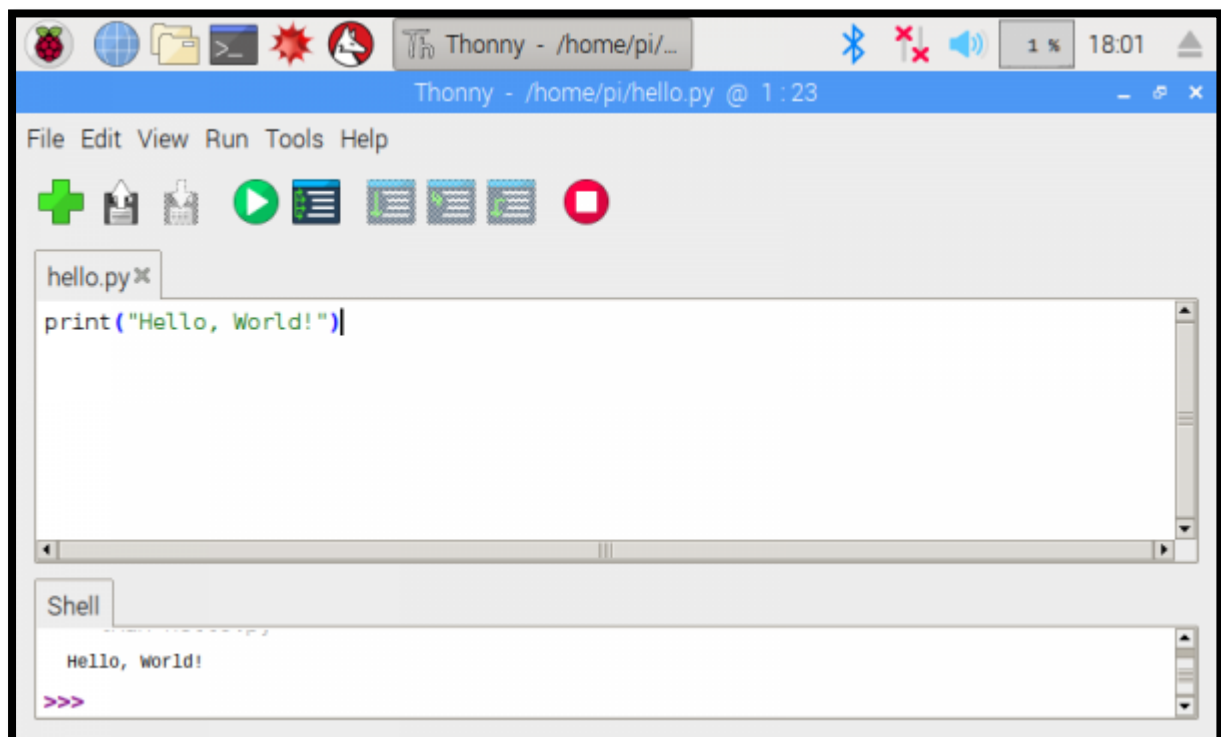 Thonny - /home/pi/... 1 % 18:01
Thonny - /home/pi/hello.py @ 1:23
File Edit View Run Tools Help
hello.py
print("Hello, World!")
Shell
Hello, World!
>>>